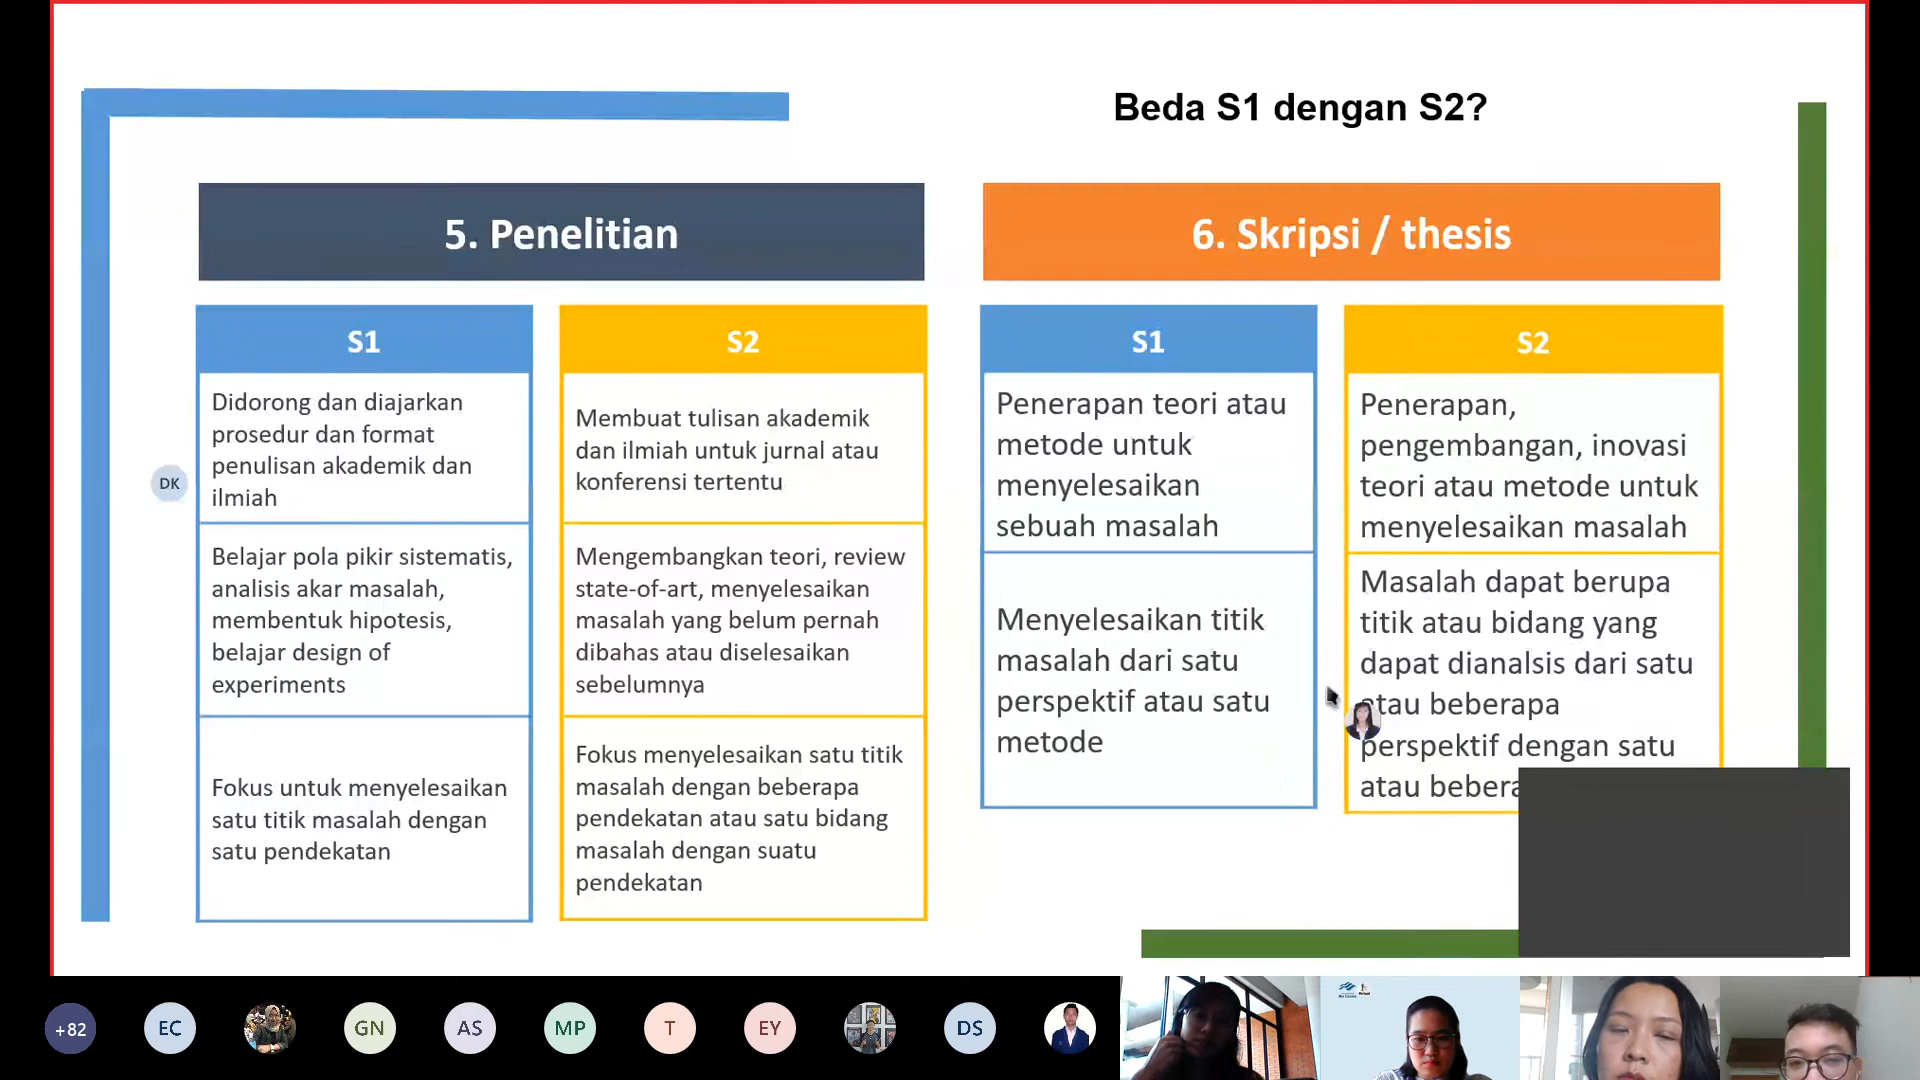 Beda S1 dengan S2?
5. Penelitian
S1
Didorong dan diajarkan
prosedur dan format
penulisan akademik dan
ilmiah
Belajar pola pikir sistematis,
analisis akar masalah,
membentuk hipotesis,
belajar design of
experiments
Fokus untuk menyelesaikan
satu titik masalah dengan
satu pendekatan
S2
Membuat tulisan akademik
dan ilmiah untuk jurnal atau
konferensi tertentu
Mengembangkan teori, review
state-of-art, menyelesaikan
masalah yang belum pernah
dibahas atau diselesaikan
sebelumnya
Fokus menyelesaikan satu titik
masalah dengan beberapa
pendekatan atau satu bidang
masalah dengan suatu
pendekatan
6. Skripsi / thesis
S1
Penerapan teori atau
metode untuk
menyelesaikan
sebuah masalah
Menyelesaikan titik
masalah dari satu
perspektif atau satu
metode
S2
Penerapan,
pengembangan, inovasi
teori atau metode untuk
menyelesaikan masalah
Masalah dapat berupa
titik atau bidang yang
dapat dianalsis dari satu
atau beberapa
perspektif dengan satu
atau
DK
+82
EC
GN
AS
MP
T
EY
DS